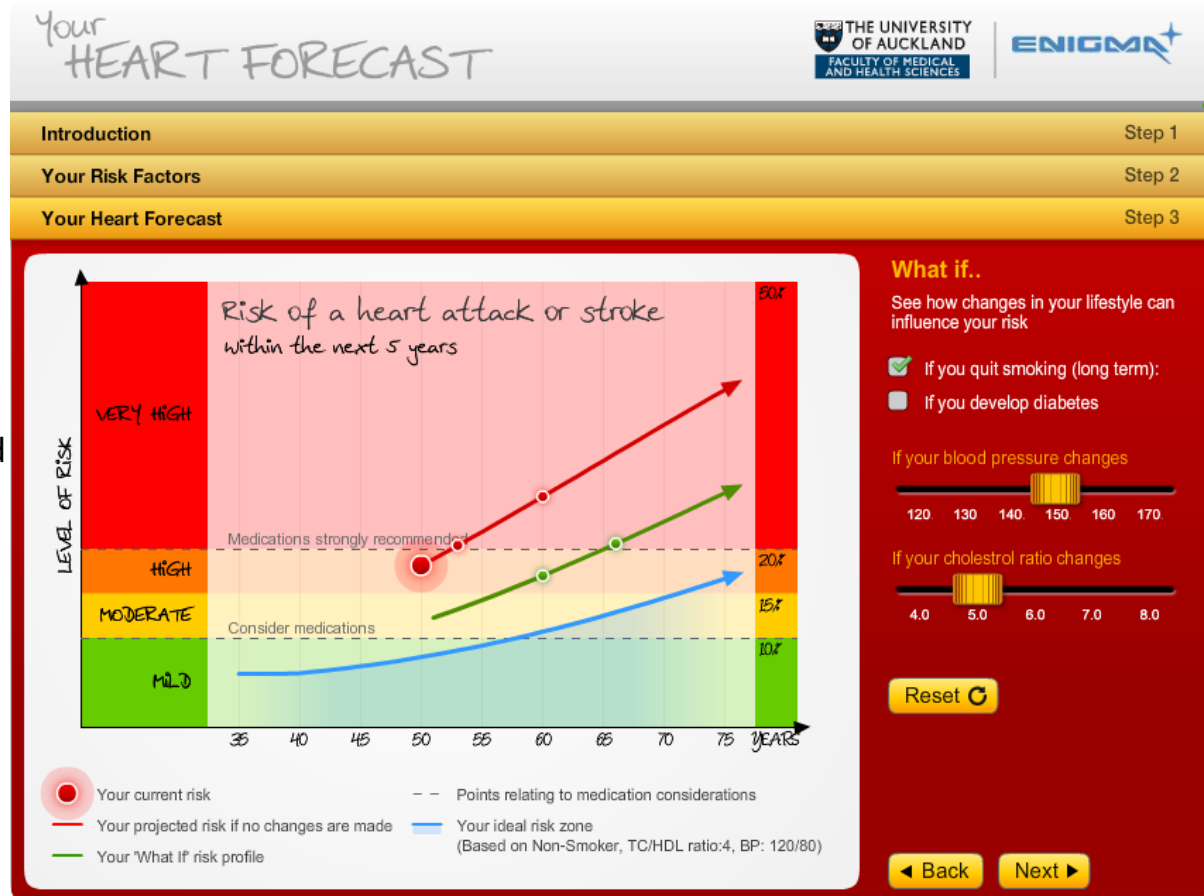 Your
HEART FORECAST
THE UNIVERSITY
OF AUCKLAND
FACULTY OF MEDICAL
AND HEALTH SCIENCES
ENIGMA
Introduction Step 1
Your Risk Factors Step 2
Your Heart Forecast Step 3
Risk of a heart attack or stroke
within the next 5 years
LEVEL OF RISK
VERY HIGH
HIGH
MODERATE
MILD
50%
20%
15%
10%
Medications strongly recommended
Consider medications
35 40 45 50 55 60 65 70 75 YEARS
Your current risk
Your projected risk if no changes are made
Your 'What If' risk profile
Points relating to medication considerations
Your ideal risk zone
(Based on Non-Smoker, TC/HDL ratio:4, BP: 120/80)
What if..
See how changes in your lifestyle can
influence your risk
If you quit smoking (long term):
If you develop diabetes
If your blood pressure changes
120. 130 140. 150. 160 170.
If your cholestrol ratio changes
4.0 5.0 6.0 7.0 8.0
Reset
Back Next